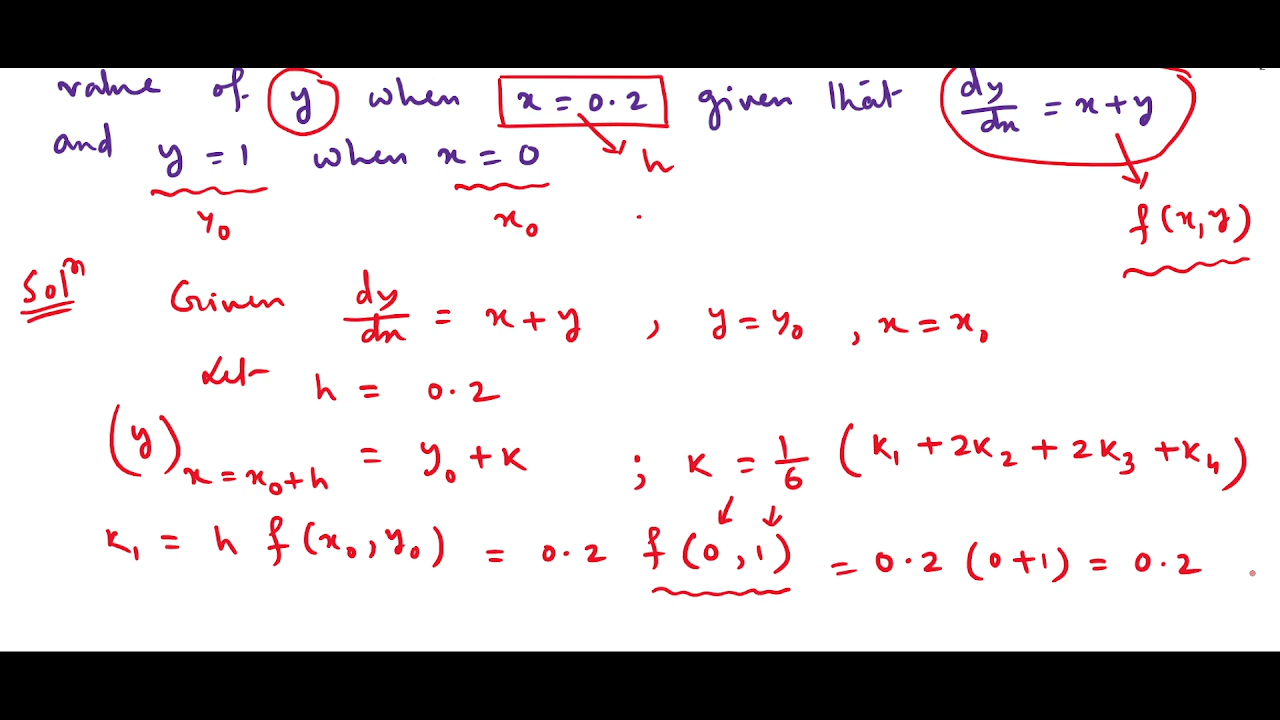 value of y when x = 0.2 given that dy/dx = x + y
and y = 1 when x = 0 h
y₀ x₀ f(x, y)
Solⁿ Given dy/dx = x + y , y = y₀ , x = x₀
Let h = 0.2
(y)ₓ₌ₓ₀₊ₕ = y₀ + K ; K = 1/6 (K₁ + 2K₂ + 2K₃ + K₄)
K₁ = h f(x₀, y₀) = 0.2 f(0, 1) = 0.2 (0+1) = 0.2